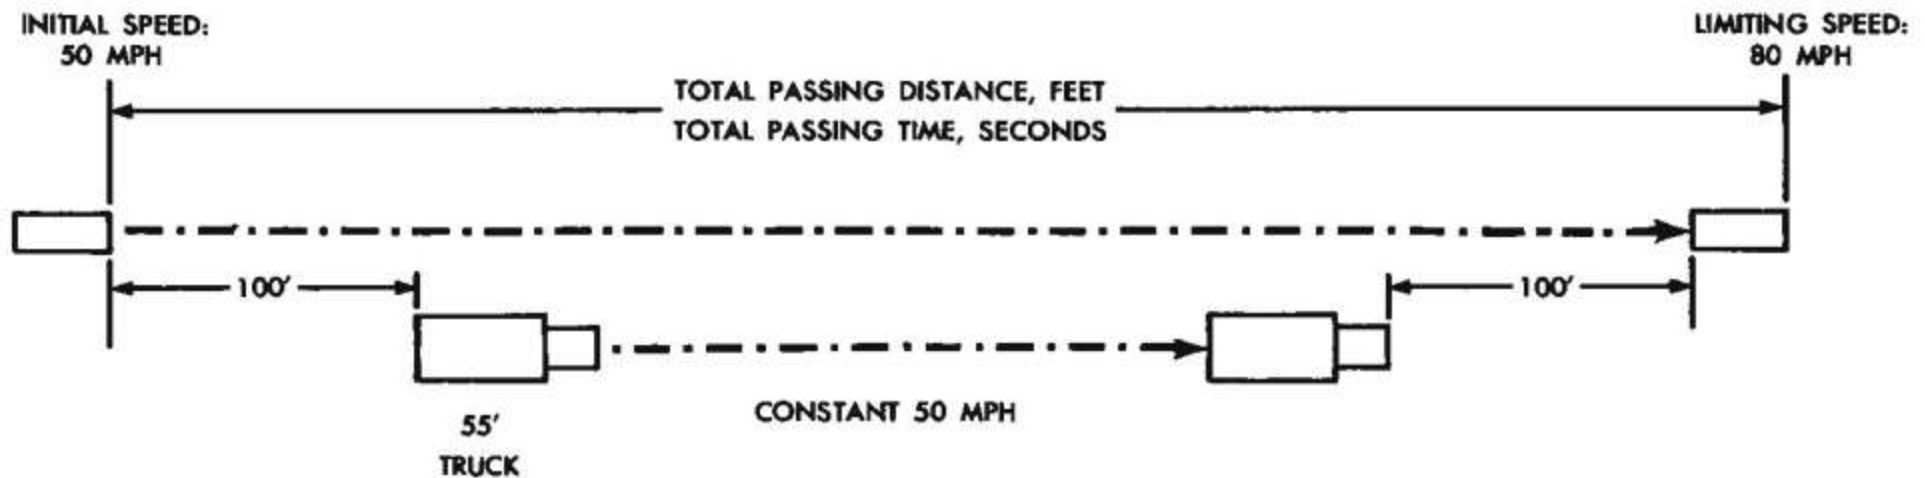 INITIAL SPEED:
50 MPH
LIMITING SPEED:
80 MPH
TOTAL PASSING DISTANCE, FEET
TOTAL PASSING TIME, SECONDS
100′
100′
55′
TRUCK
CONSTANT 50 MPH